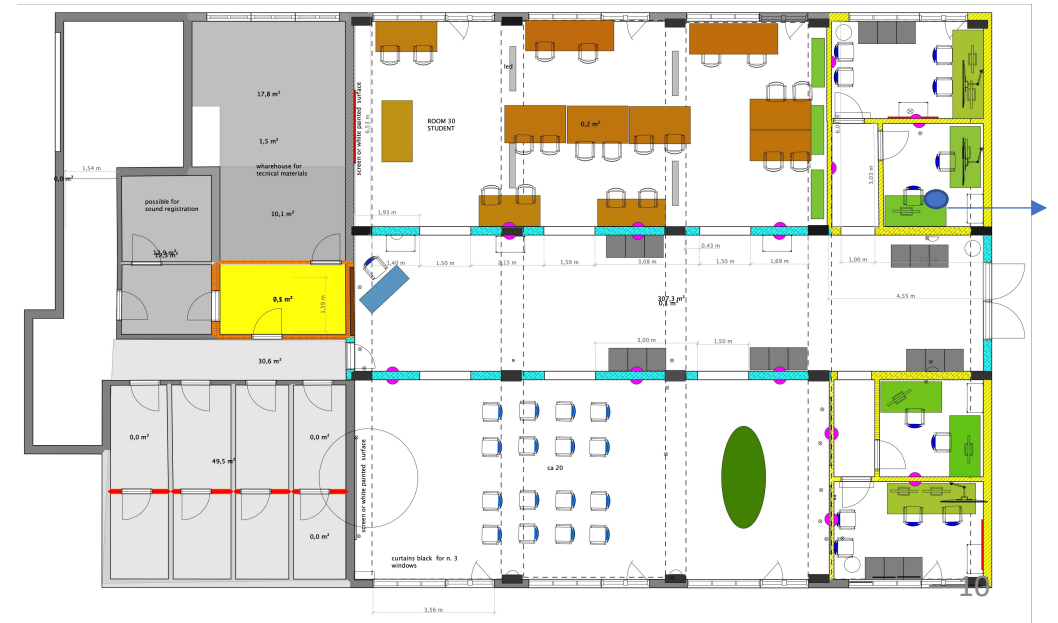 17,8 m²
1,5 m²
wharehouse for
tecnical materials
10,1 m²
1,54 m
0,0 m²
possible for
sound registration
screen or white painted surface
6,53 m
led
ROOM 30
STUDENT
0,2 m²
1,03 m
1,93 m
1,40 m
1,50 m
1,50 m
3,08 m
0,43 m
1,50 m
1,69 m
1,00 m
4,55 m
307,3 m²
1,59 m
30,6 m²
3,00 m
1,50 m
0,0 m²
0,0 m²
49,5 m²
0,0 m²
screen or white painted surface
ca 20
curtains black for n. 3
windows
3,56 m
10